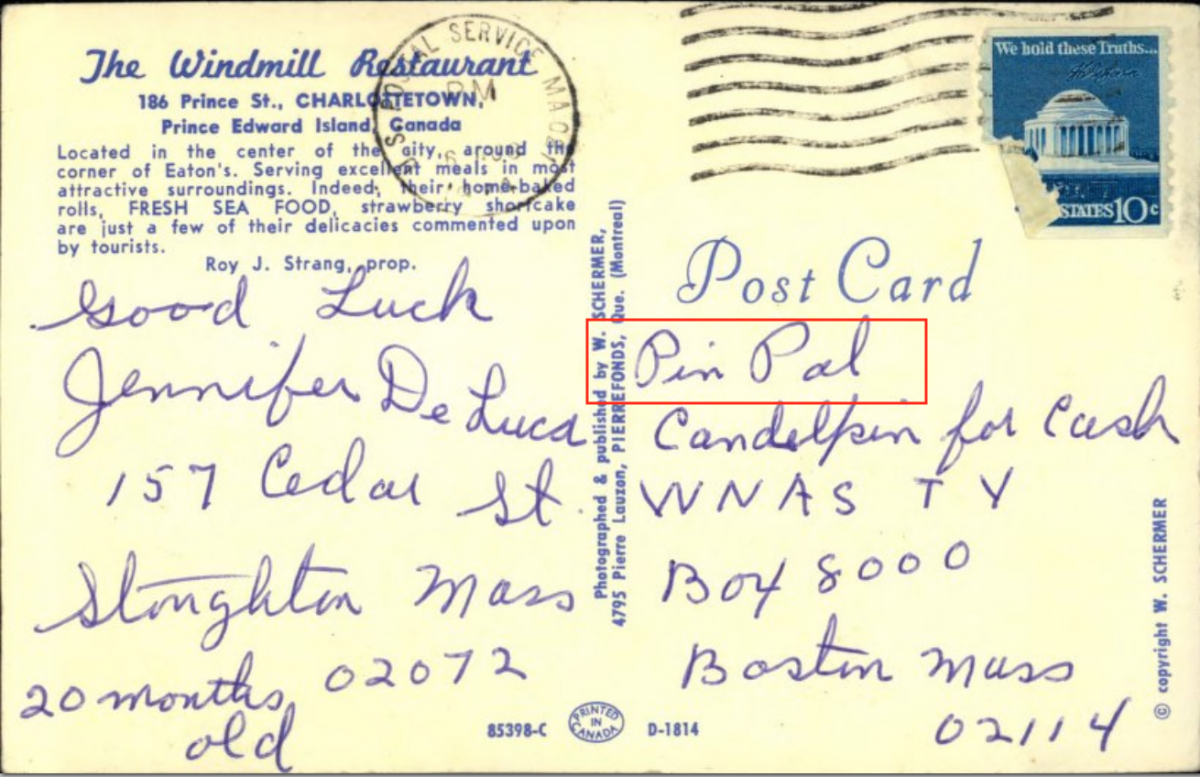 The Windmill Restaurant
186 Prince St., CHARLOTTETOWN,
Prince Edward Island, Canada
Located in the center of the city, around the
corner of Eaton's. Serving excellent meals in most
attractive surroundings. Indeed, their home-baked
rolls, FRESH SEA FOOD, strawberry shortcake
are just a few of their delicacies commented upon
by tourists.
Roy J. Strang, prop.
Good Luck
Jennifer De Luca
157 Cedar St.
Stoughton Mass
02072
20 months
old
85398-C
PRINTED
IN
CANADA
D-1814
Photographed & published by W. SCHERMER,
4795 Pierre Lauzon, PIERREFONDS, Que. (Montreal)
POSTAL SERVICE MA
PM
We hold these Truths...
STATES 10c
Post Card
Pin Pal
Candelpin for Cash
WNAS TV
Box 8000
Boston Mass
02114
© copyright W. SCHERMER